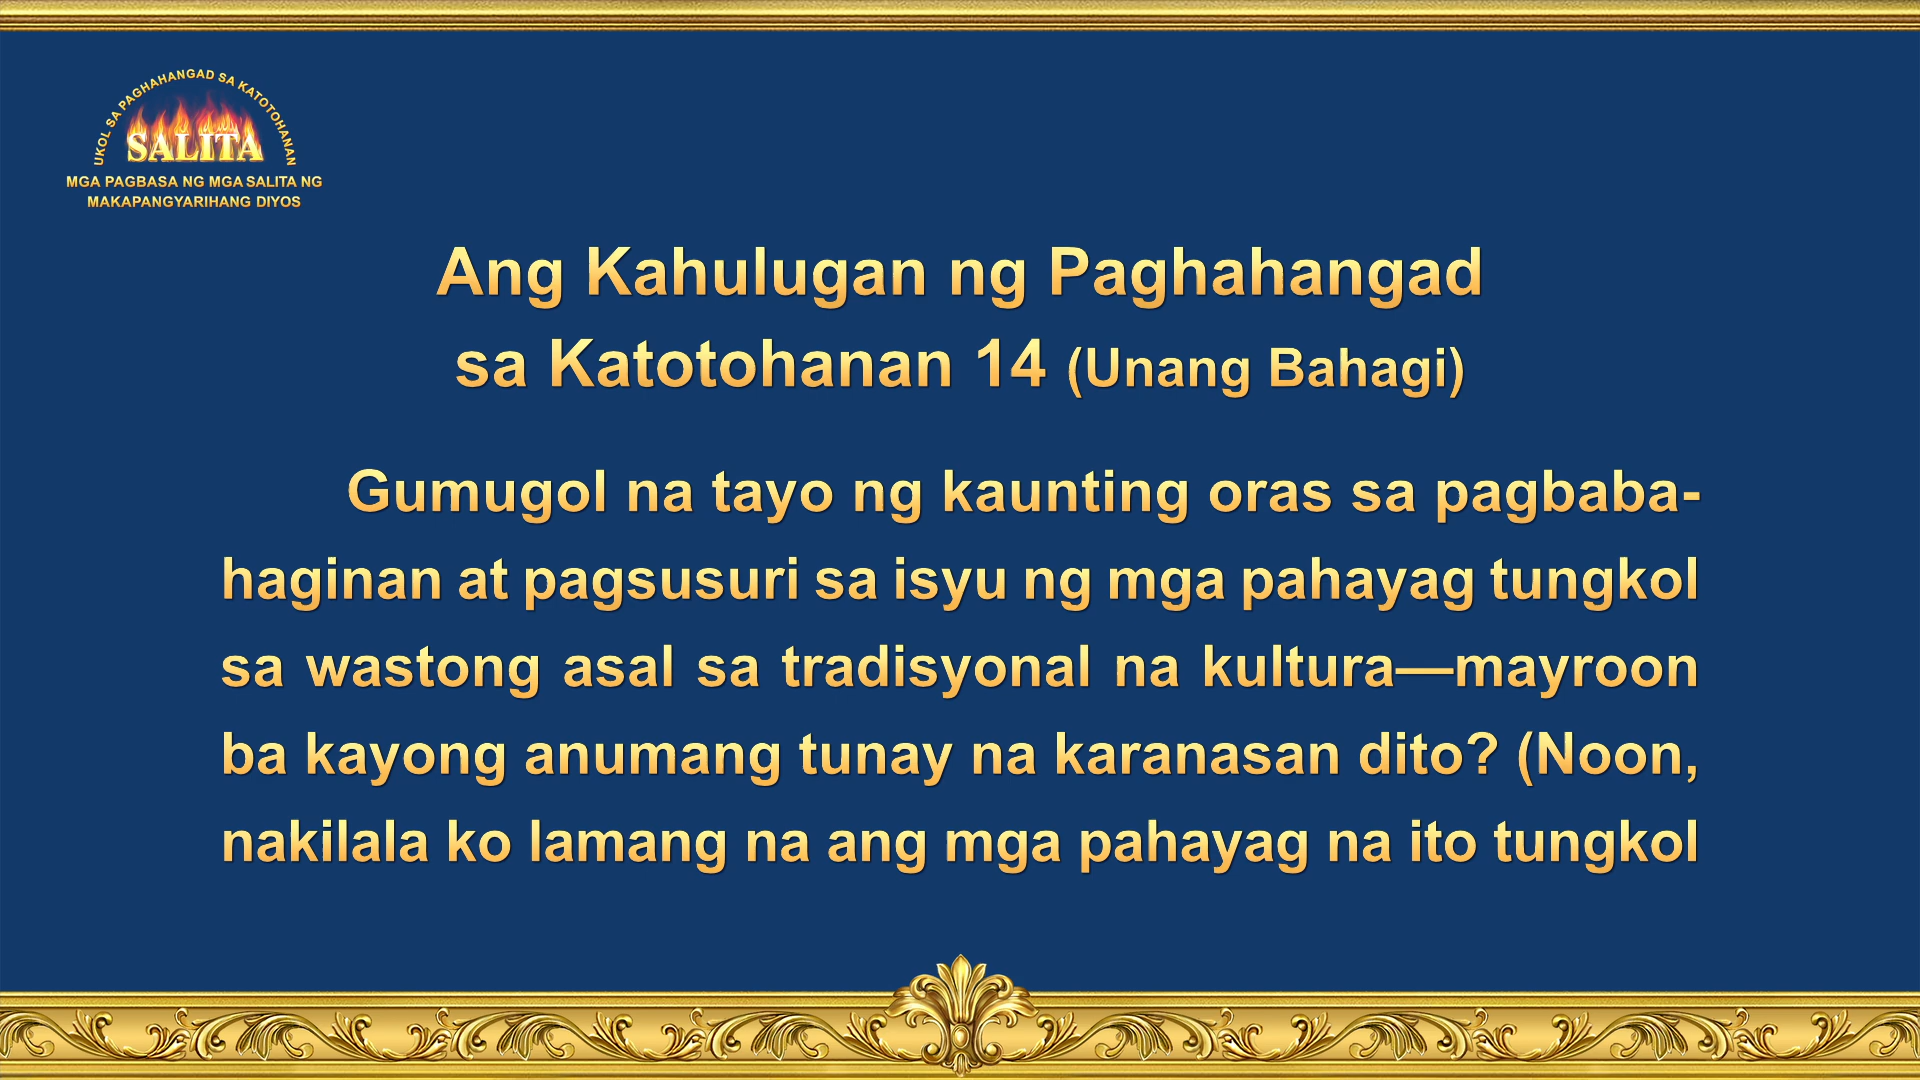 UKOL SA PAGHAHANGAD SA KATOTOHANAN
SALITA
MGA PAGBASA NG MGA SALITA NG
MAKAPANGYARIHANG DIYOS
Ang Kahulugan ng Paghahangad
sa Katotohanan 14 (Unang Bahagi)
Gumugol na tayo ng kaunting oras sa pagbaba-
haginan at pagsusuri sa isyu ng mga pahayag tungkol
sa wastong asal sa tradisyonal na kultura—mayroon
ba kayong anumang tunay na karanasan dito? (Noon,
nakilala ko lamang na ang mga pahayag na ito tungkol